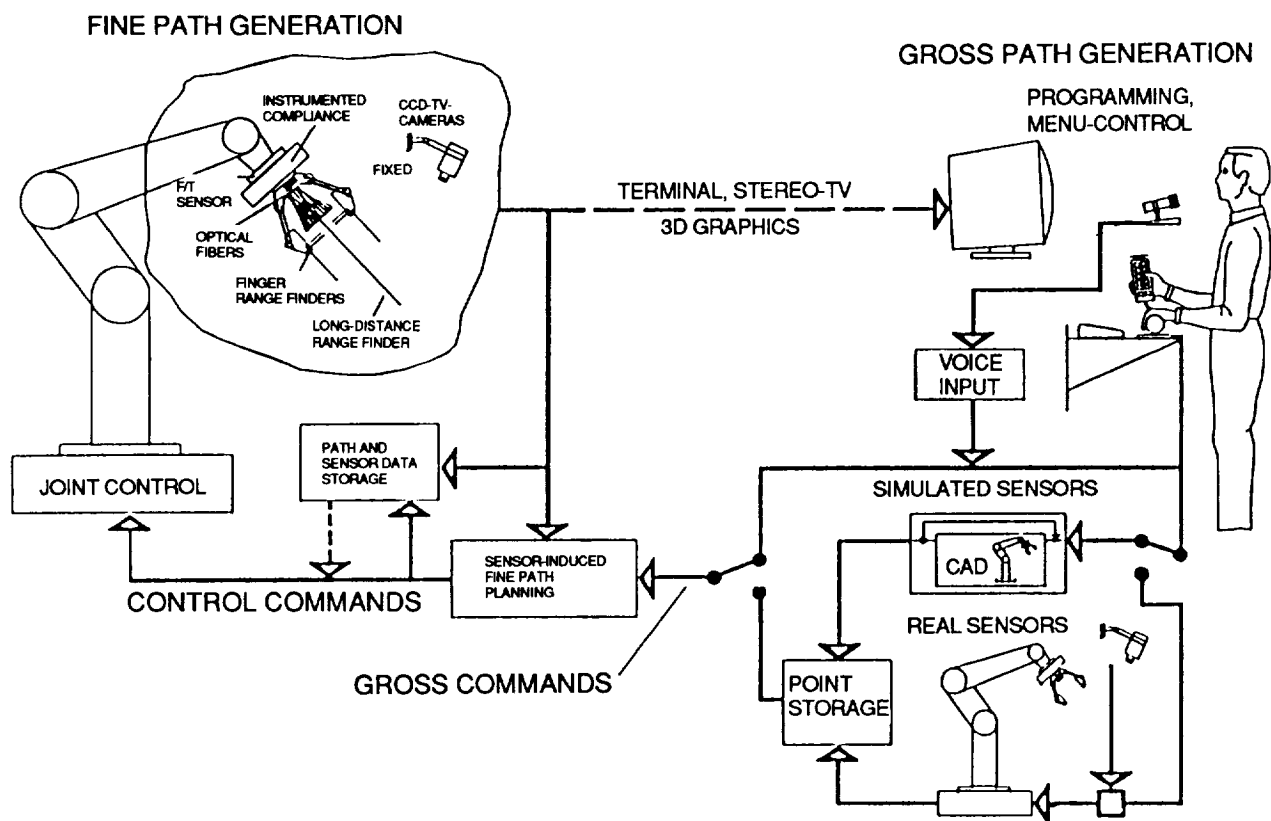 FINE PATH GENERATION
GROSS PATH GENERATION
PROGRAMMING,
MENU-CONTROL
INSTRUMENTED
COMPLIANCE
CCD-TV-
CAMERAS
FIXED
F/T
SENSOR
OPTICAL
FIBERS
FINGER
RANGE FINDERS
LONG-DISTANCE
RANGE FINDER
TERMINAL, STEREO-TV
3D GRAPHICS
VOICE
INPUT
PATH AND
SENSOR DATA
STORAGE
JOINT CONTROL
SIMULATED SENSORS
SENSOR-INDUCED
FINE PATH
PLANNING
CAD
CONTROL COMMANDS
REAL SENSORS
GROSS COMMANDS
POINT
STORAGE